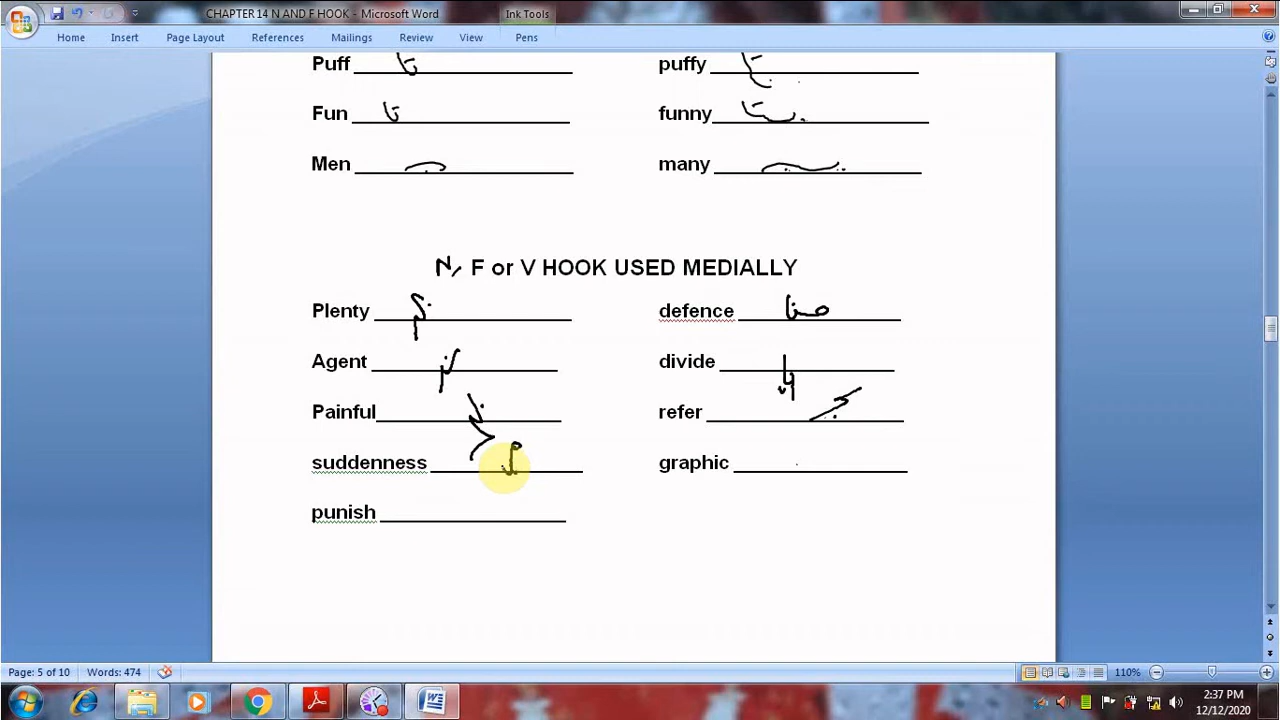 CHAPTER 14 N AND F HOOK - Microsoft Word Ink Tools
Home Insert Page Layout References Mailings Review View Pens
Puff puffy
Fun funny
Men many
N, F or V HOOK USED MEDIALLY
Plenty defence
Agent divide
Painful refer
suddenness graphic
punish
Page: 5 of 10 Words: 474 110%
2:37 PM
12/12/2020